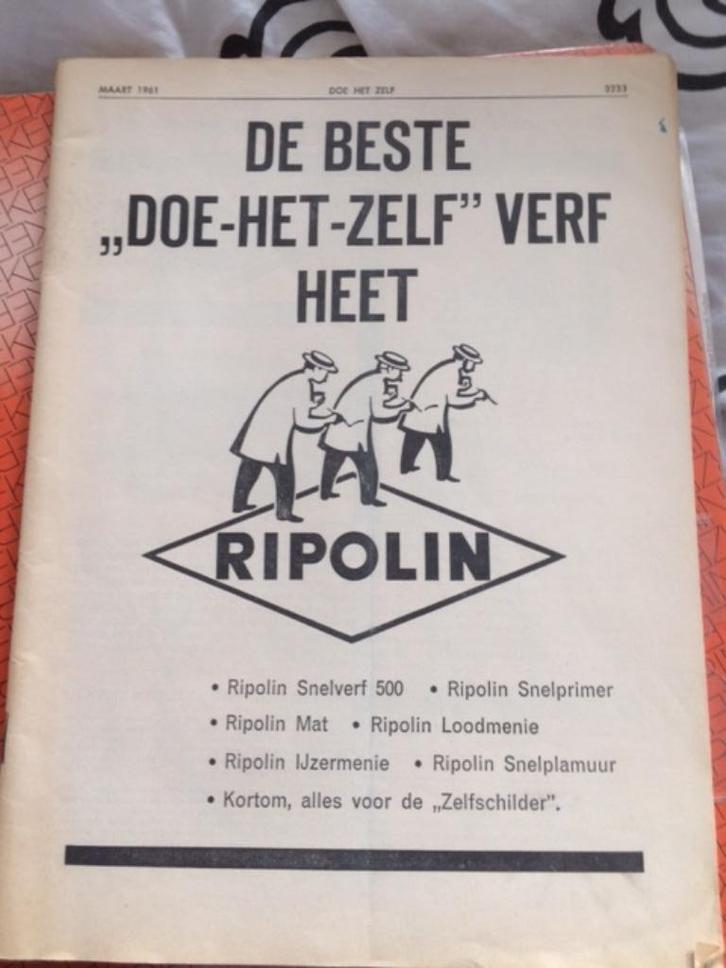 MAART 1961 DOE HET ZELF 3233
DE BESTE
„DOE-HET-ZELF” VERF
HEET
RIPOLIN
• Ripolin Snelverf 500 • Ripolin Snelprimer
• Ripolin Mat • Ripolin Loodmenie
• Ripolin IJzermenie • Ripolin Snelplamuur
• Kortom, alles voor de „Zelfschilder”.